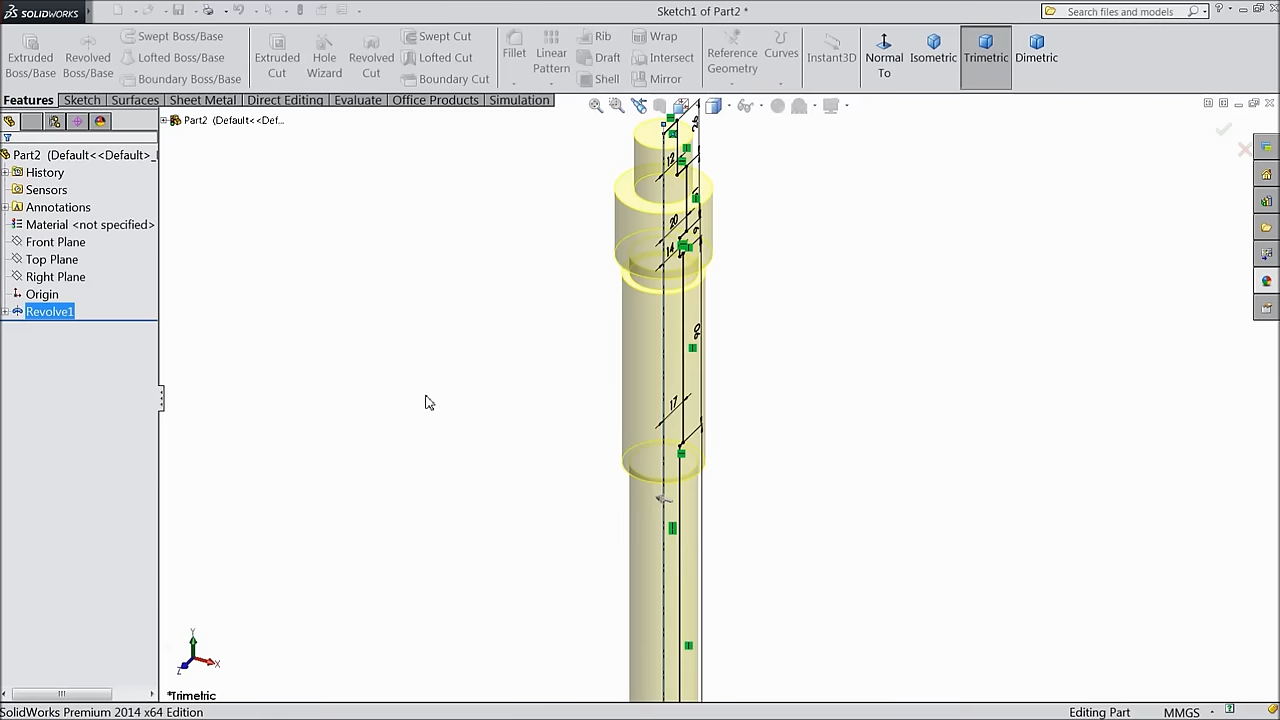 SOLIDWORKS
Sketch1 of Part2 *
Search files and models
?
Extruded Boss/Base
Revolved Boss/Base
Swept Boss/Base
Lofted Boss/Base
Boundary Boss/Base
Extruded Cut
Hole Wizard
Revolved Cut
Swept Cut
Lofted Cut
Boundary Cut
Fillet
Linear Pattern
Rib
Draft
Shell
Wrap
Intersect
Mirror
Reference Geometry
Curves
Instant3D
Normal To
Isometric
Trimetric
Dimetric
Features
Sketch
Surfaces
Sheet Metal
Direct Editing
Evaluate
Office Products
Simulation
Part2 (Default<<Def...
Part2 (Default<<Default>_
History
Sensors
Annotations
Material <not specified>
Front Plane
Top Plane
Right Plane
Origin
Revolve1
20
14
90
17
Y
X
Z
*Trimetric
SolidWorks Premium 2014 x64 Edition
Editing Part
MMGS